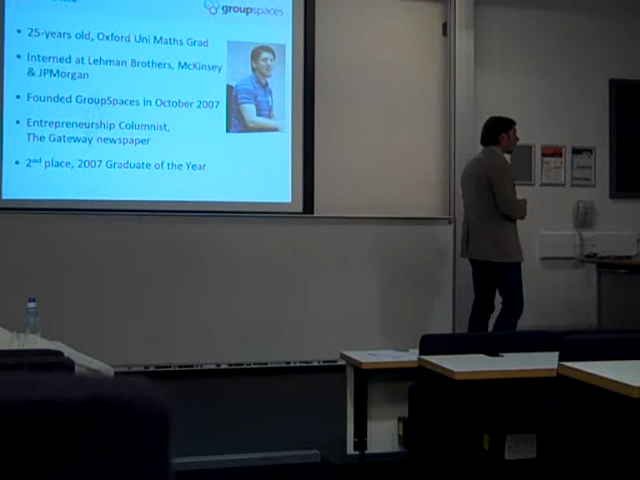 groupspaces
• 25-years old, Oxford Uni Maths Grad
• Interned at Lehman Brothers, McKinsey
& JPMorgan
• Founded GroupSpaces in October 2007
• Entrepreneurship Columnist,
The Gateway newspaper
• 2nd place, 2007 Graduate of the Year